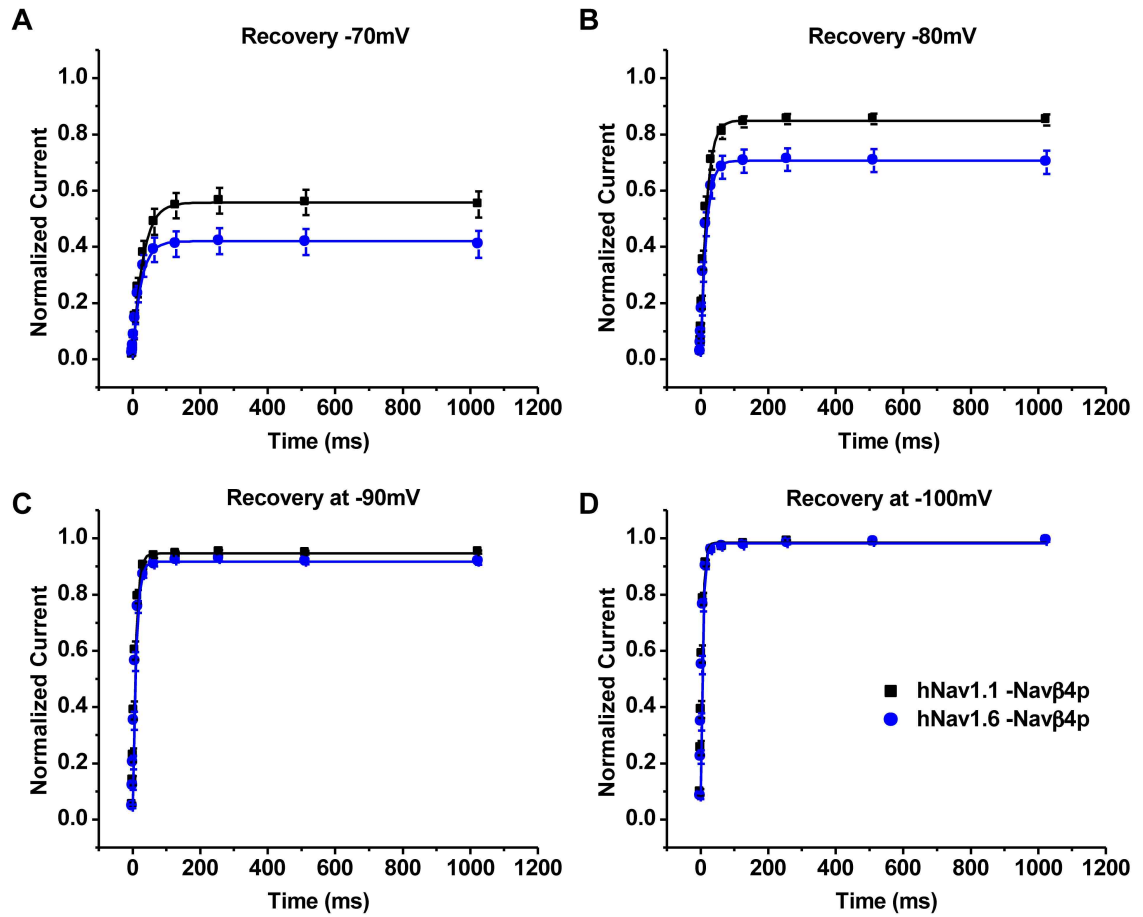 A
Recovery -70mV
Normalized Current
1.0
0.8
0.6
0.4
0.2
0.0
0 200 400 600 800 1000 1200
Time (ms)
B
Recovery -80mV
Normalized Current
1.0
0.8
0.6
0.4
0.2
0.0
0 200 400 600 800 1000 1200
Time (ms)
C
Recovery at -90mV
Normalized Current
1.0
0.8
0.6
0.4
0.2
0.0
0 200 400 600 800 1000 1200
Time (ms)
D
Recovery at -100mV
Normalized Current
1.0
0.8
0.6
0.4
0.2
0.0
hNav1.1 -Navβ4p
hNav1.6 -Navβ4p
0 200 400 600 800 1000 1200
Time (ms)